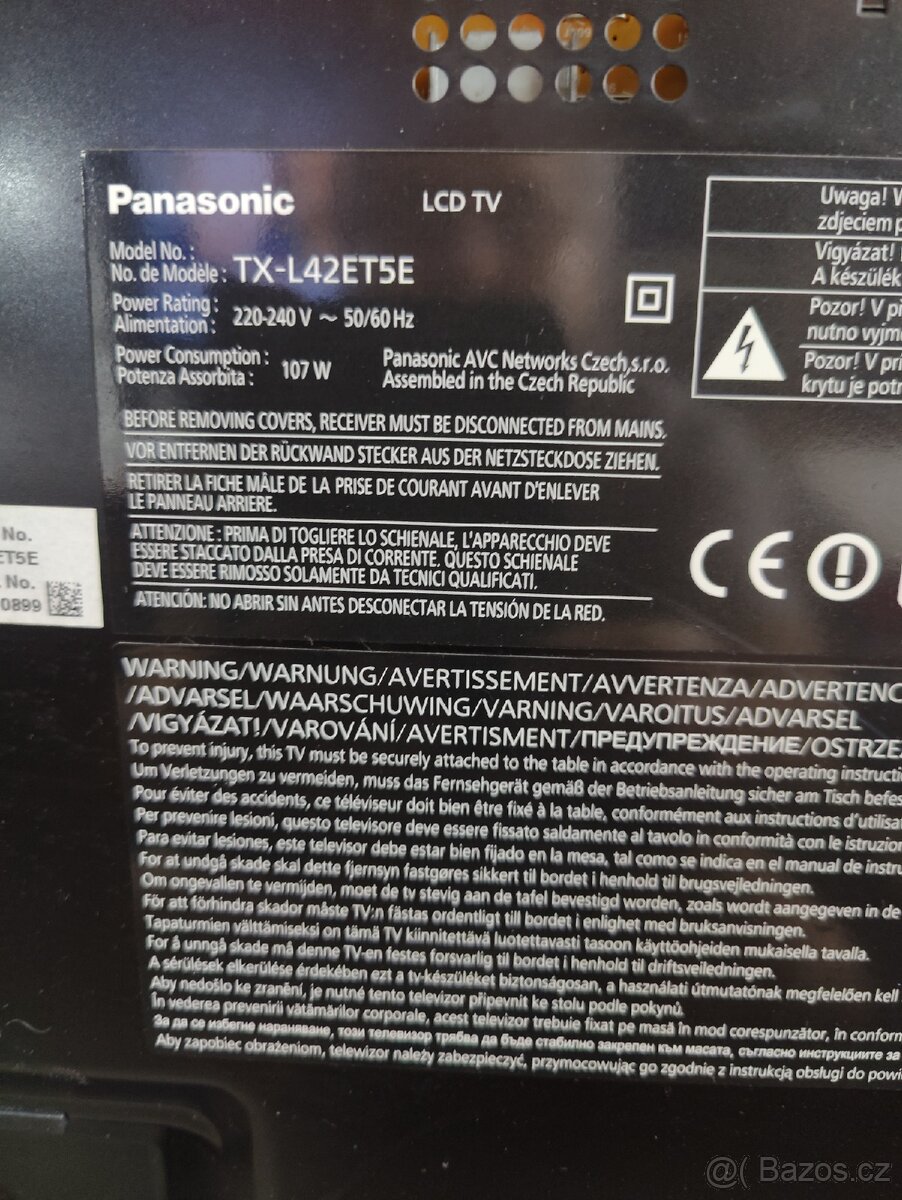 Panasonic
LCD TV
Model No. :
No. de Modèle : TX-L42ET5E
Power Rating :
Alimentation : 220-240 V ~ 50/60 Hz
Power Consumption :
Potenza Assorbita : 107 W
Panasonic AVC Networks Czech,s.r.o.
Assembled in the Czech Republic
BEFORE REMOVING COVERS, RECEIVER MUST BE DISCONNECTED FROM MAINS.
VOR ENTFERNEN DER RÜCKWAND STECKER AUS DER NETZSTECKDOSE ZIEHEN.
RETIRER LA FICHE MÂLE DE LA PRISE DE COURANT AVANT D'ENLEVER
LE PANNEAU ARRIERE.
ATTENZIONE : PRIMA DI TOGLIERE LO SCHIENALE, L'APPARECCHIO DEVE
ESSERE STACCATO DALLA PRESA DI CORRENTE. QUESTO SCHIENALE
DEVE ESSERE RIMOSSO SOLAMENTE DA TECNICI QUALIFICATI.
ATENCIÓN: NO ABRIR SIN ANTES DESCONECTAR LA TENSIÓN DE LA RED.
Uwaga! W
zdjeciem p
Vigyázat!
A készülék
Pozor! V př
nutno vyjm
Pozor! V prí
krytu je potr
CE
No.
ET5E
No.
0899
WARNING/WARNUNG/AVERTISSEMENT/AVVERTENZA/ADVERTENC
/ADVARSEL/WAARSCHUWING/VARNING/VAROITUS/ADVARSEL
/VIGYÁZAT!/VAROVÁNÍ/AVERTISMENT/ПРЕДУПРЕЖДЕНИЕ/OSTRZE
To prevent injury, this TV must be securely attached to the table in accordance with the operating instructi
Um Verletzungen zu vermeiden, muss das Fernsehgerät gemäß der Betriebsanleitung sicher am Tisch befes
Pour éviter des accidents, ce téléviseur doit bien être fixé à la table, conformément aux instructions d'utilisat
Per prevenire lesioni, questo televisore deve essere fissato saldamente al tavolo in conformità con le istruzion
Para evitar lesiones, este televisor debe estar bien fijado en la mesa, tal como se indica en el manual de instru
For at undgå skade skal dette fjernsyn fastgøres sikkert til bordet i henhold til brugsvejledningen.
Om ongevallen te vermijden, moet de tv stevig aan de tafel bevestigd worden, zoals wordt aangegeven in de
För att förhindra skador måste TV:n fästas ordentligt till bordet i enlighet med bruksanvisningen.
Tapaturmien välttämiseksi on tämä TV kiinnitettävä luotettavasti tasoon käyttöohjeiden mukaisella tavalla.
For å unngå skade må denne TV-en festes forsvarlig til bordet i henhold til driftsveiledningen.
A sérülések elkerülése érdekében ezt a tv-készüléket biztonságosan, a használati útmutatónak megfelelően kell
Aby nedošlo ke zranění, je nutné tento televizor připevnit ke stolu podle pokynů.
În vederea prevenirii vătămărilor corporale, acest televizor trebuie fixat pe masă în mod corespunzător, în conform
За да се избегне нараняване, този телевизор трябва да бъде стабилно закрепен към масата, съгласно инструкциите за
Aby zapobiec obrażeniom, telewizor należy zabezpieczyć, przymocowując go zgodnie z instrukcją obsługi do powi
@( Bazos.cz